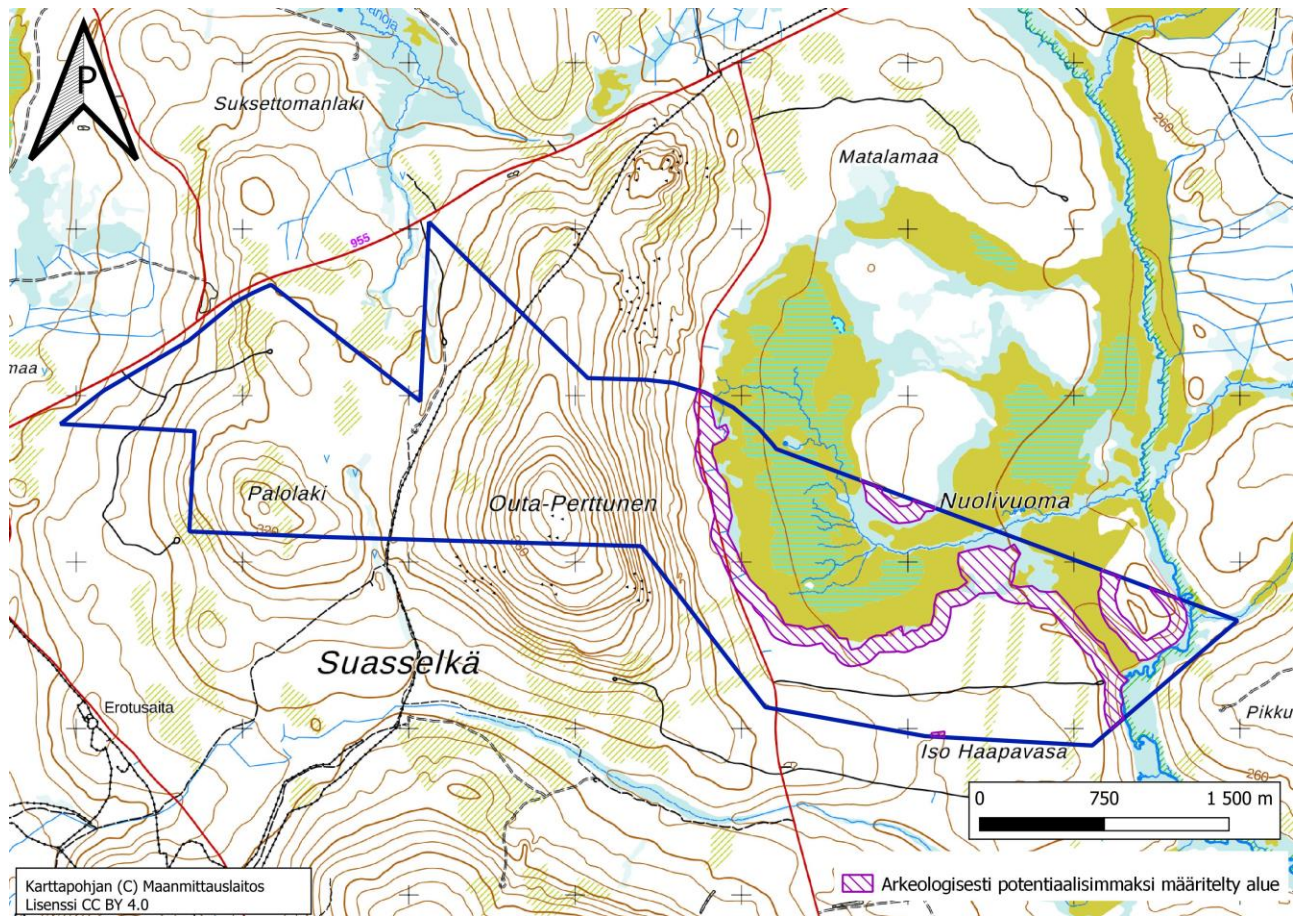 P
Suksettomanlaki
Matalamaa
260
955
maa
Palolaki
Outa-Perttunen
Nuolivuoma
Suasselkä
Erotusaita
Iso Haapavasa
Pikku
260
0 750 1 500 m
Karttapohjan (C) Maanmittauslaitos
Lisenssi CC BY 4.0
Arkeologisesti potentiaalisimmaksi määritelty alue